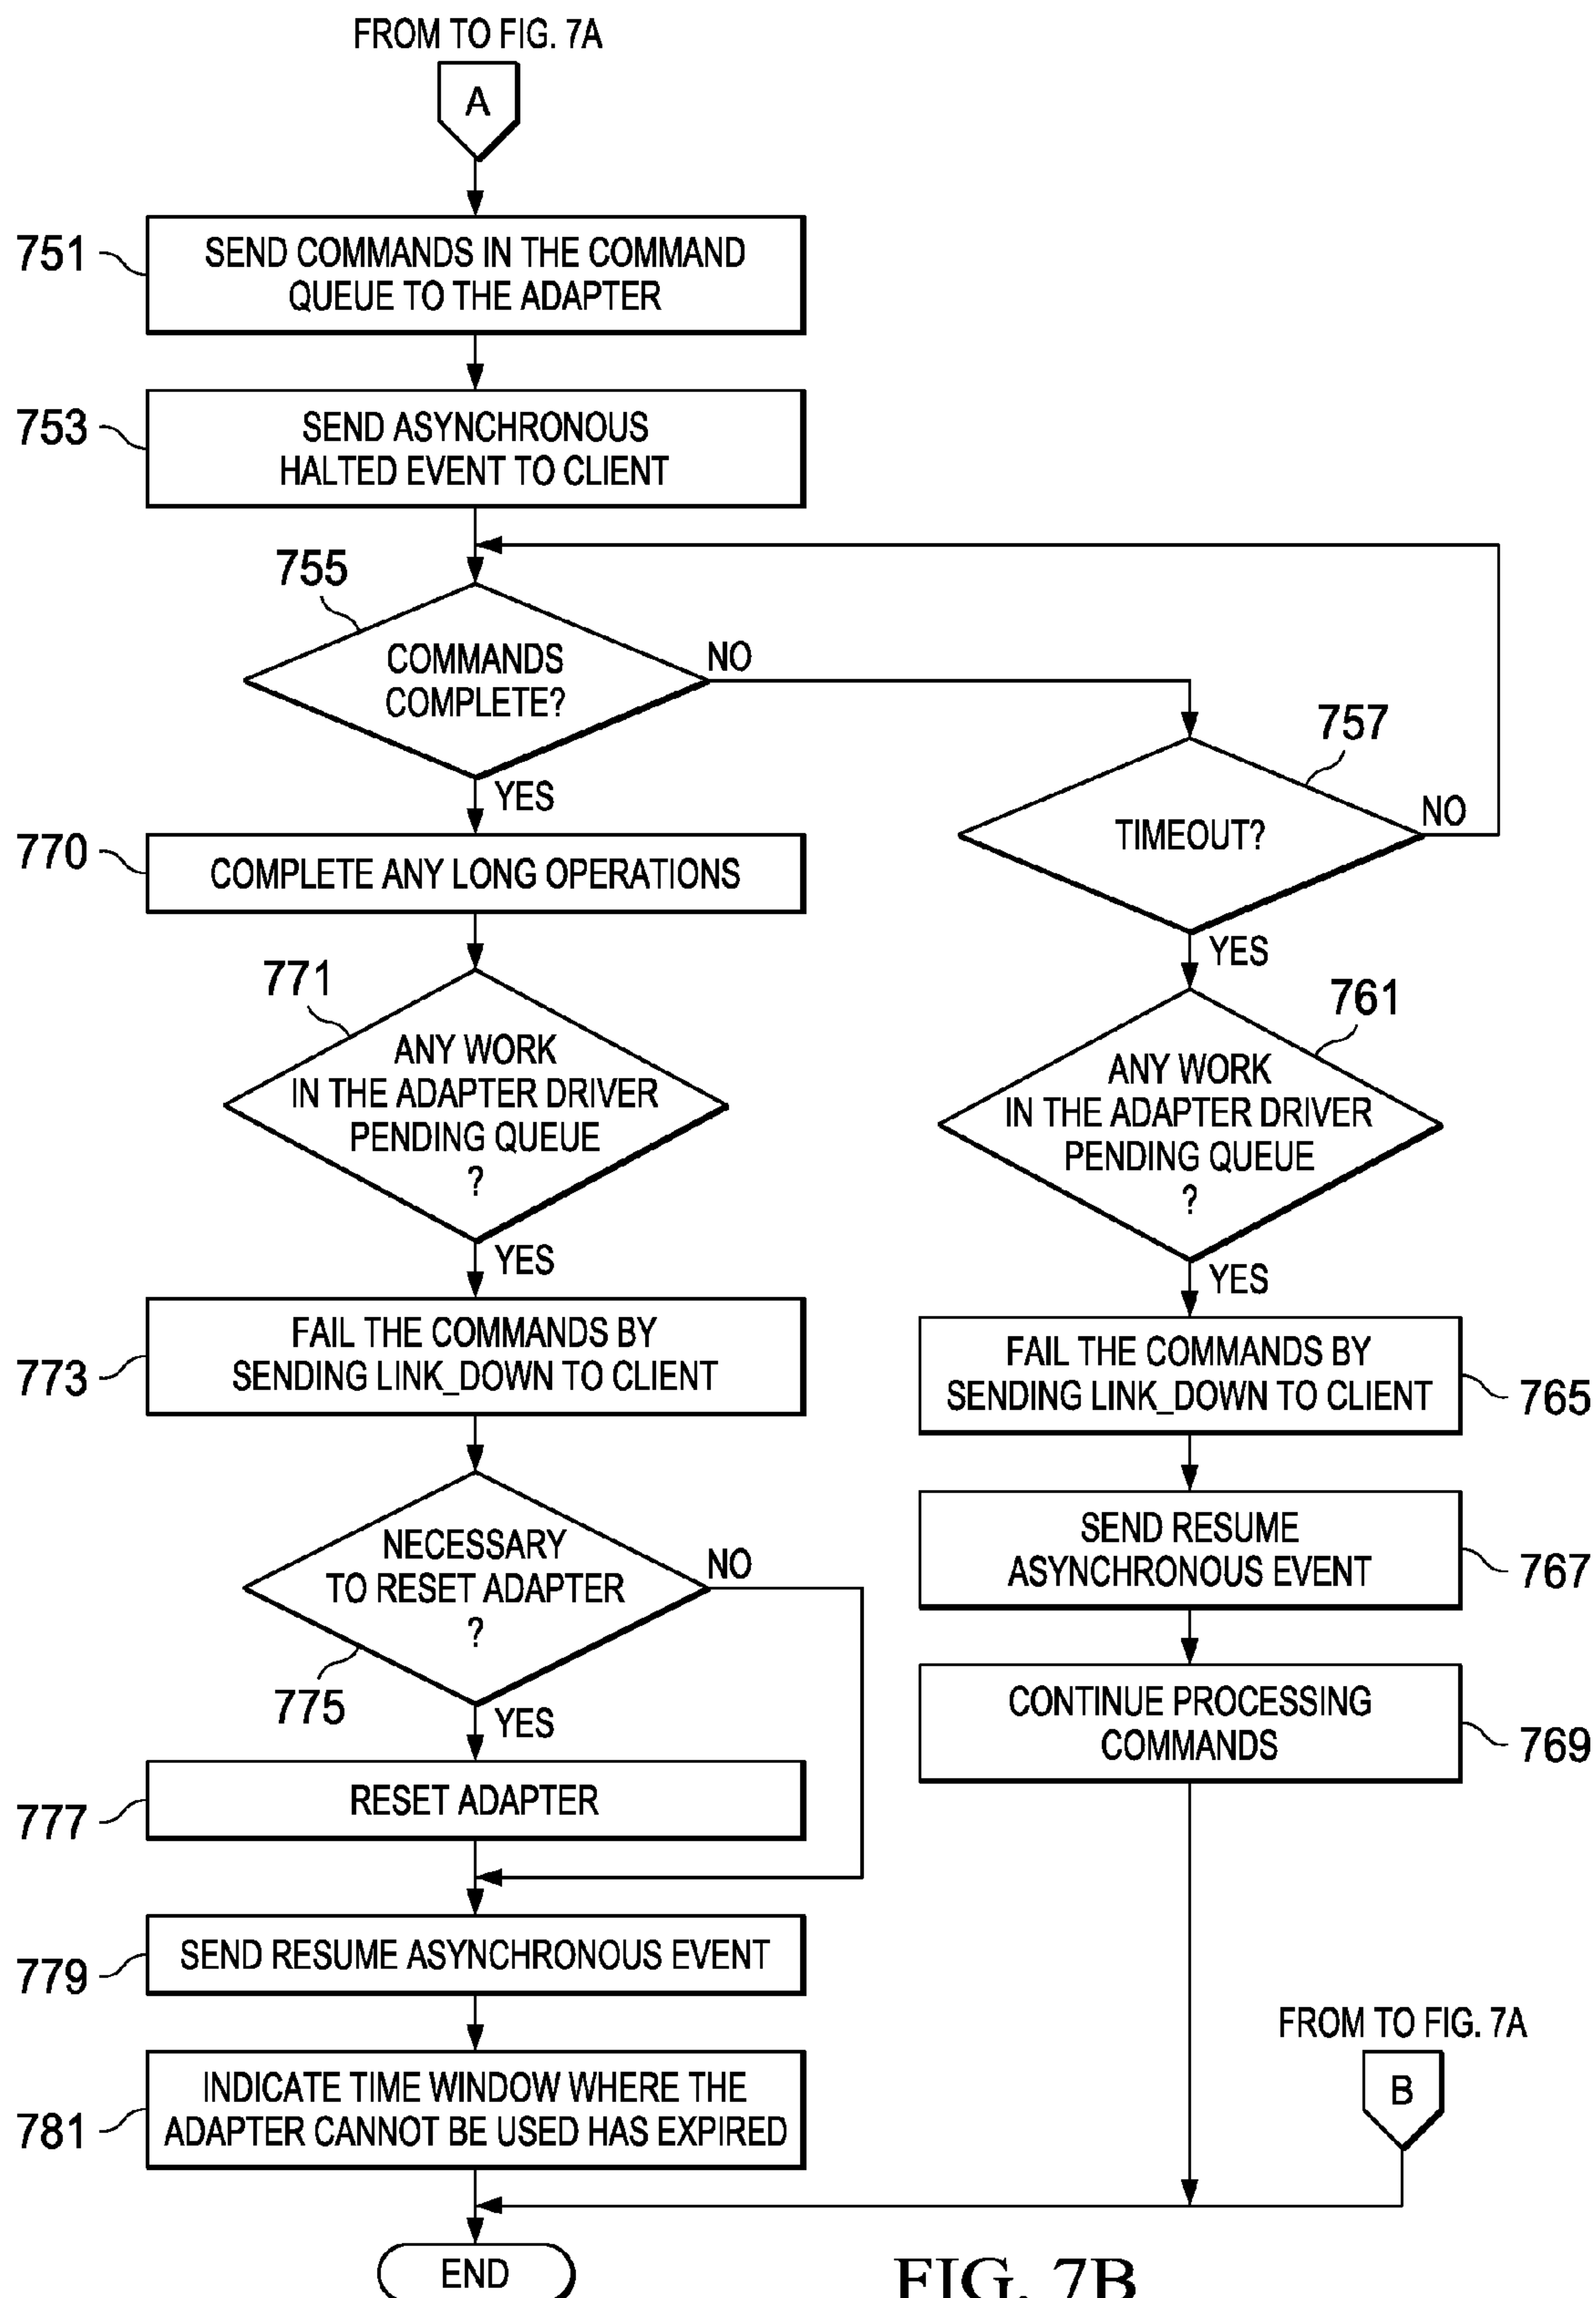 FROM TO FIG. 7A
A
751
SEND COMMANDS IN THE COMMAND
QUEUE TO THE ADAPTER
753
SEND ASYNCHRONOUS
HALTED EVENT TO CLIENT
755
COMMANDS
COMPLETE?
NO
YES
757
TIMEOUT?
NO
YES
770
COMPLETE ANY LONG OPERATIONS
771
ANY WORK
IN THE ADAPTER DRIVER
PENDING QUEUE
?
YES
761
ANY WORK
IN THE ADAPTER DRIVER
PENDING QUEUE
?
YES
773
FAIL THE COMMANDS BY
SENDING LINK_DOWN TO CLIENT
FAIL THE COMMANDS BY
SENDING LINK_DOWN TO CLIENT
765
NECESSARY
TO RESET ADAPTER
?
NO
775
YES
SEND RESUME
ASYNCHRONOUS EVENT
767
CONTINUE PROCESSING
COMMANDS
769
777
RESET ADAPTER
779
SEND RESUME ASYNCHRONOUS EVENT
781
INDICATE TIME WINDOW WHERE THE
ADAPTER CANNOT BE USED HAS EXPIRED
FROM TO FIG. 7A
B
END
FIG. 7B